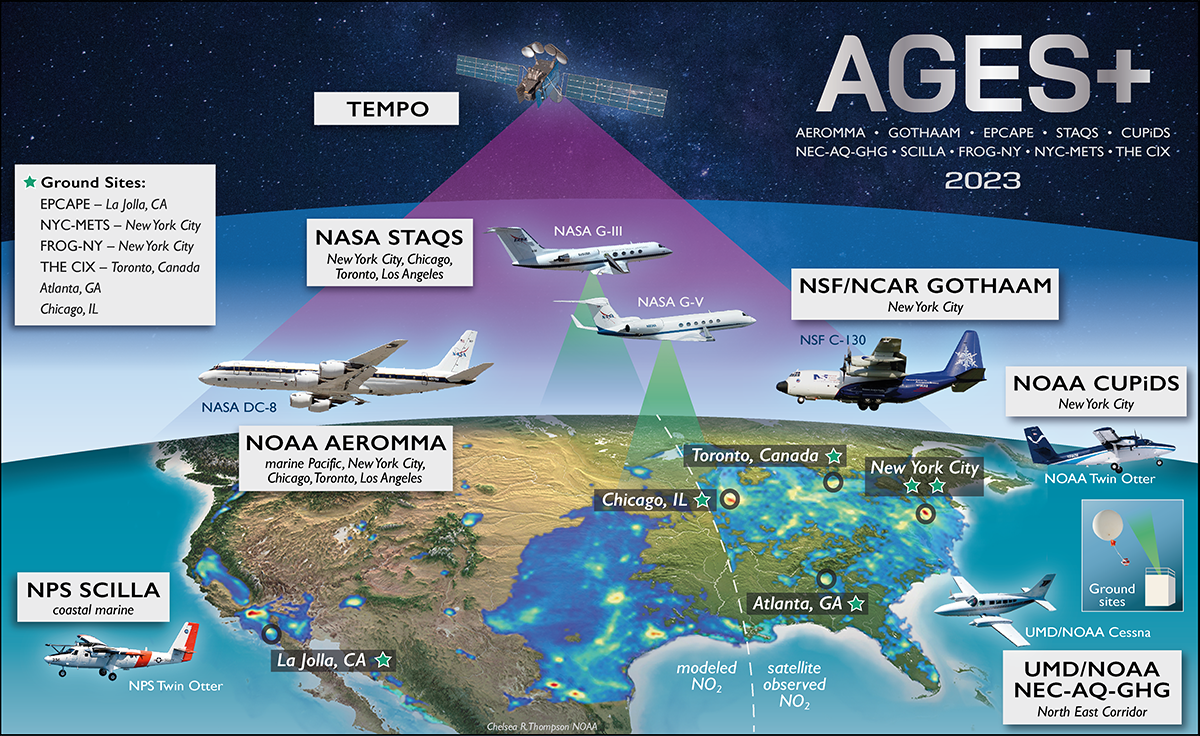 AGES+
AEROMMA • GOTHAAM • EPCAPE • STAQS • CUPiDS
NEC-AQ-GHG • SCILLA • FROG-NY • NYC-METS • THE CIX
2023
TEMPO
★ Ground Sites:
EPCAPE – La Jolla, CA
NYC-METS – New York City
FROG-NY – New York City
THE CIX – Toronto, Canada
Atlanta, GA
Chicago, IL
NASA STAQS
New York City, Chicago,
Toronto, Los Angeles
NASA G-III
NASA G-V
NSF/NCAR GOTHAAM
New York City
NSF C-130
NASA DC-8
NOAA CUPiDS
New York City
NOAA Twin Otter
NOAA AEROMMA
marine Pacific, New York City,
Chicago, Toronto, Los Angeles
Toronto, Canada ★
New York City
★ ★
Chicago, IL ★
Ground
sites
NPS SCILLA
coastal marine
NPS Twin Otter
Atlanta, GA ★
La Jolla, CA ★
UMD/NOAA Cessna
UMD/NOAA
NEC-AQ-GHG
North East Corridor
modeled
NO₂
satellite
observed
NO₂
Chelsea R.Thompson NOAA